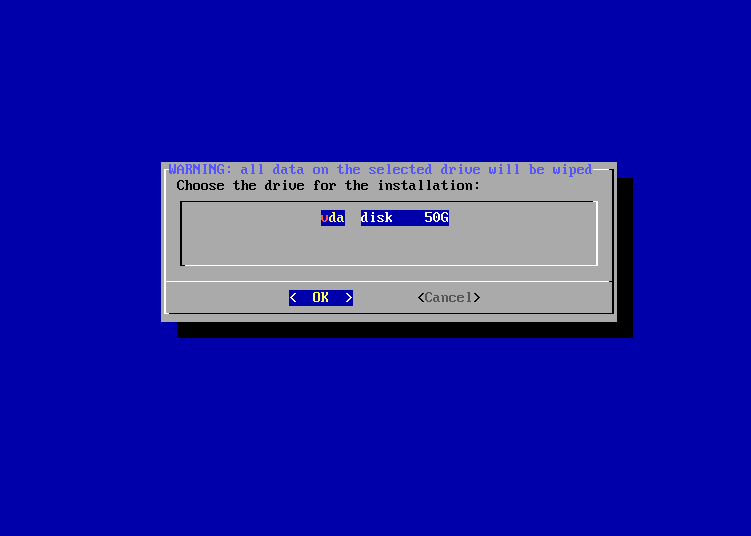 WARNING: all data on the selected drive will be wiped
Choose the drive for the installation:
vda disk 50G
< OK > <Cancel>